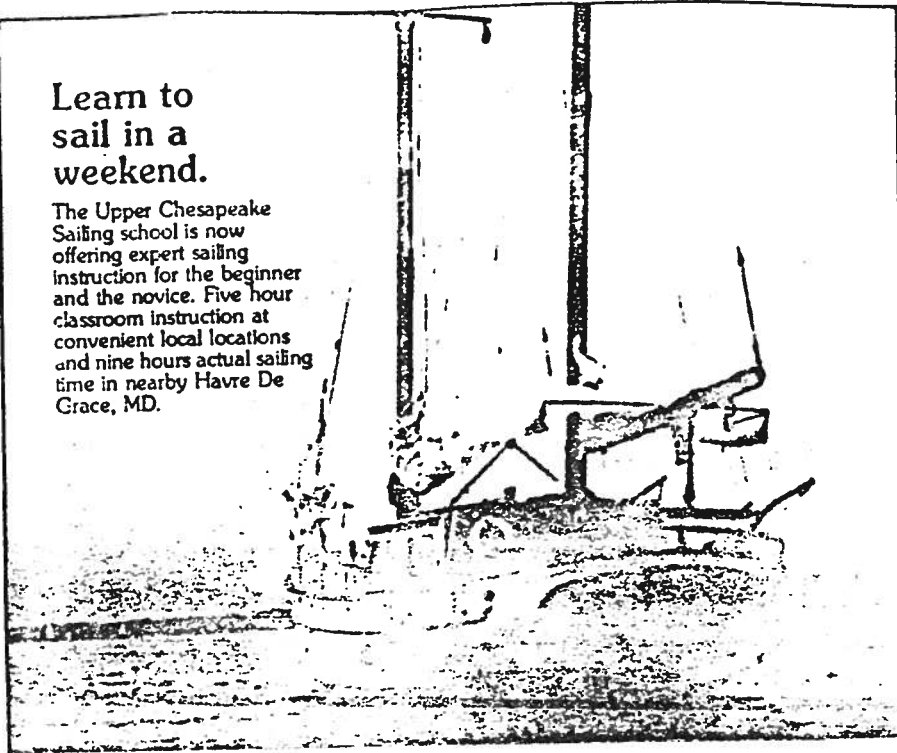 Learn to
sail in a
weekend.
The Upper Chesapeake
Sailing school is now
offering expert sailing
instruction for the beginner
and the novice. Five hour
classroom instruction at
convenient local locations
and nine hours actual sailing
time in nearby Havre De
Grace, MD.